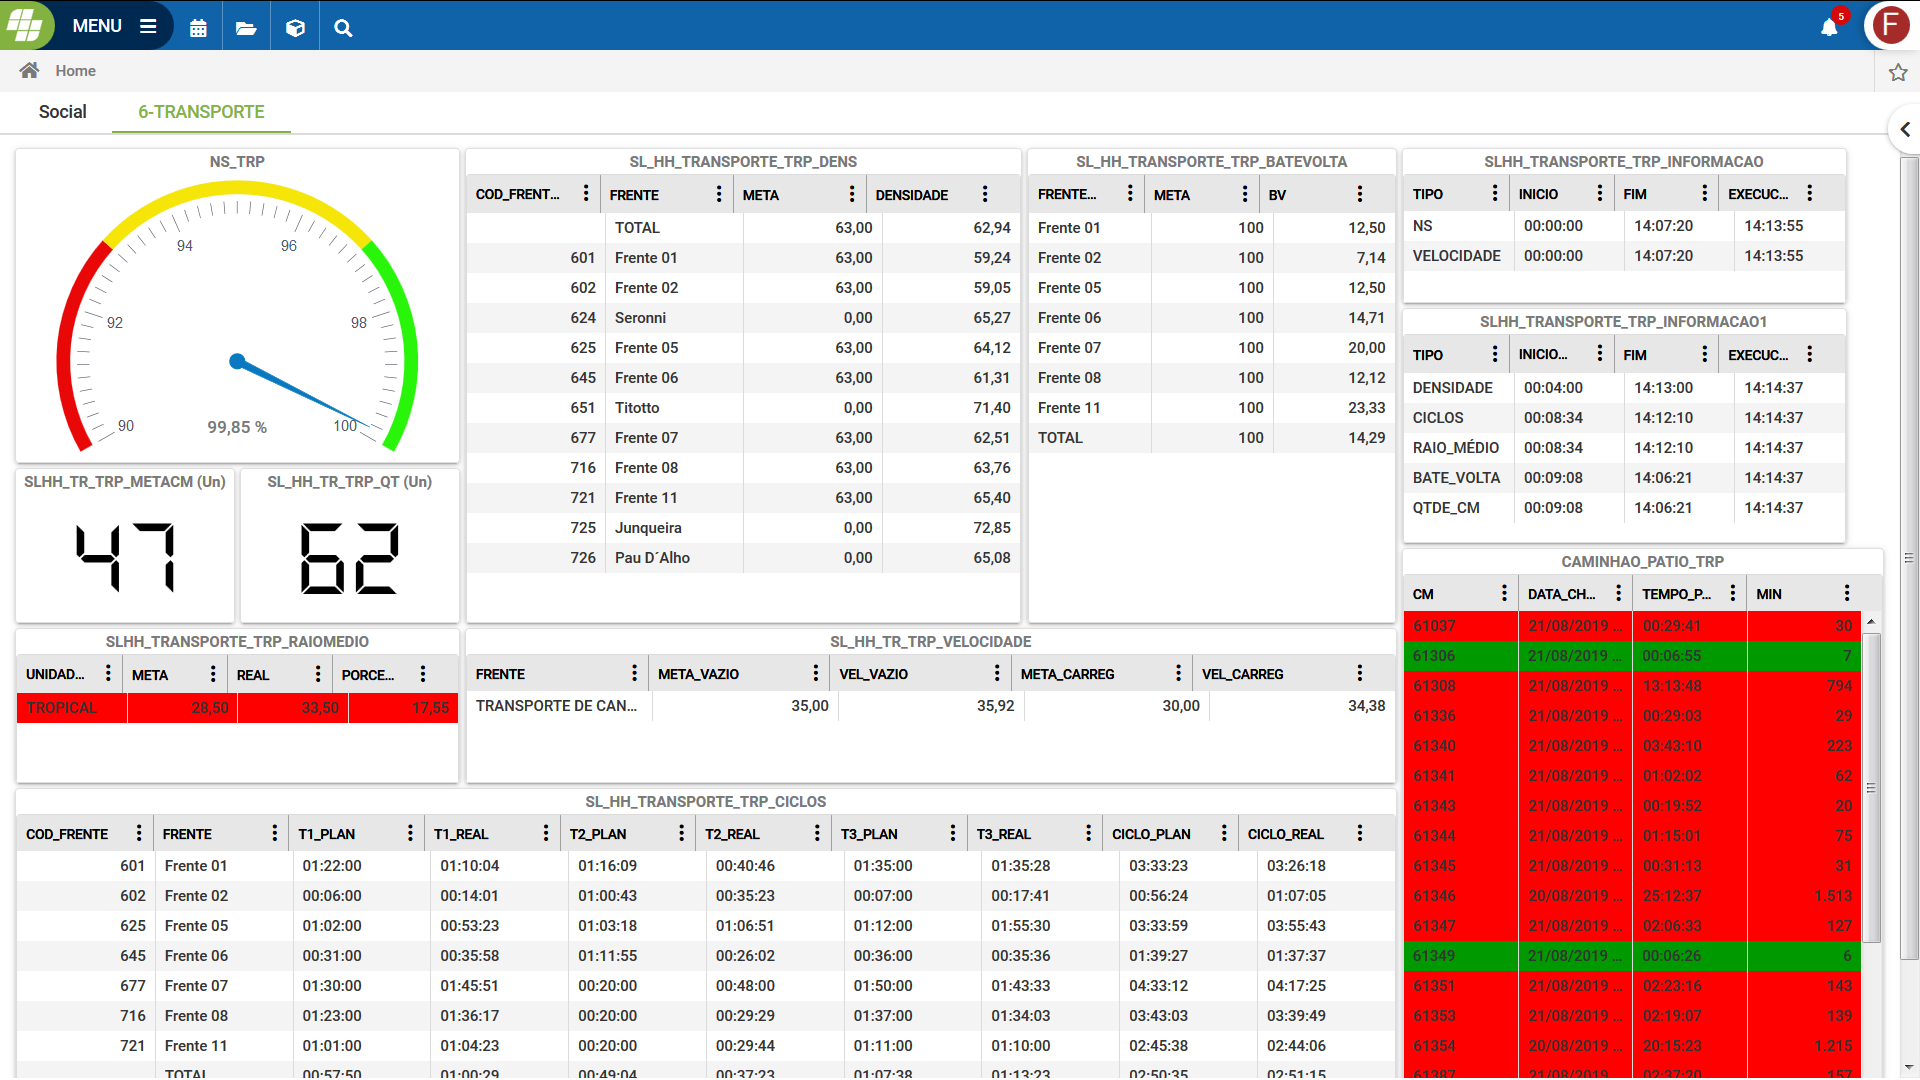 MENU
5
F
Home
Social 6-TRANSPORTE
NS_TRP
94 96
92 98
90 100
99,85 %
SLHH_TR_TRP_METACM (Un)
47
SL_HH_TR_TRP_QT (Un)
62
SL_HH_TRANSPORTE_TRP_DENS
COD_FRENT... FRENTE META DENSIDADE
TOTAL 63,00 62,94
601 Frente 01 63,00 59,24
602 Frente 02 63,00 59,05
624 Seronni 0,00 65,27
625 Frente 05 63,00 64,12
645 Frente 06 63,00 61,31
651 Titotto 0,00 71,40
677 Frente 07 63,00 62,51
716 Frente 08 63,00 63,76
721 Frente 11 63,00 65,40
725 Junqueira 0,00 72,85
726 Pau D´Alho 0,00 65,08
SL_HH_TRANSPORTE_TRP_BATEVOLTA
FRENTE... META BV
Frente 01 100 12,50
Frente 02 100 7,14
Frente 05 100 12,50
Frente 06 100 14,71
Frente 07 100 20,00
Frente 08 100 12,12
Frente 11 100 23,33
TOTAL 100 14,29
SLHH_TRANSPORTE_TRP_INFORMACAO
TIPO INICIO FIM EXECUC...
NS 00:00:00 14:07:20 14:13:55
VELOCIDADE 00:00:00 14:07:20 14:13:55
SLHH_TRANSPORTE_TRP_INFORMACAO1
TIPO INICIO... FIM EXECUC...
DENSIDADE 00:04:00 14:13:00 14:14:37
CICLOS 00:08:34 14:12:10 14:14:37
RAIO_MÉDIO 00:08:34 14:12:10 14:14:37
BATE_VOLTA 00:09:08 14:06:21 14:14:37
QTDE_CM 00:09:08 14:06:21 14:14:37
SLHH_TRANSPORTE_TRP_RAIOMEDIO
UNIDAD... META REAL PORCE...
TROPICAL 28,50 33,50 17,55
SL_HH_TR_TRP_VELOCIDADE
FRENTE META_VAZIO VEL_VAZIO META_CARREG VEL_CARREG
TRANSPORTE DE CAN... 35,00 35,92 30,00 34,38
SL_HH_TRANSPORTE_TRP_CICLOS
COD_FRENTE FRENTE T1_PLAN T1_REAL T2_PLAN T2_REAL T3_PLAN T3_REAL CICLO_PLAN CICLO_REAL
601 Frente 01 01:22:00 01:10:04 01:16:09 00:40:46 01:35:00 01:35:28 03:33:23 03:26:18
602 Frente 02 00:06:00 00:14:01 01:00:43 00:35:23 00:07:00 00:17:41 00:56:24 01:07:05
625 Frente 05 01:02:00 00:53:23 01:03:18 01:06:51 01:12:00 01:55:30 03:33:59 03:55:43
645 Frente 06 00:31:00 00:35:58 01:11:55 00:26:02 00:36:00 00:35:36 01:39:27 01:37:37
677 Frente 07 01:30:00 01:45:51 00:20:00 00:48:00 01:50:00 01:43:33 04:33:12 04:17:25
716 Frente 08 01:23:00 01:36:17 00:20:00 00:29:29 01:37:00 01:34:03 03:43:03 03:39:49
721 Frente 11 01:01:00 01:04:23 00:20:00 00:29:44 01:11:00 01:10:00 02:45:38 02:44:06
TOTAL 00:57:50 01:00:29 00:49:04 00:37:23 01:07:38 01:13:23 02:50:35 02:51:15
CAMINHAO_PATIO_TRP
CM DATA_CH... TEMPO_P... MIN
61037 21/08/2019 ... 00:29:41 30
61306 21/08/2019 ... 00:06:55 7
61308 21/08/2019 ... 13:13:48 794
61336 21/08/2019 ... 00:29:03 29
61340 21/08/2019 ... 03:43:10 223
61341 21/08/2019 ... 01:02:02 62
61343 21/08/2019 ... 00:19:52 20
61344 21/08/2019 ... 01:15:01 75
61345 21/08/2019 ... 00:31:13 31
61346 20/08/2019 ... 25:12:37 1.513
61347 21/08/2019 ... 02:06:33 127
61349 21/08/2019 ... 00:06:26 6
61351 21/08/2019 ... 02:23:16 143
61353 21/08/2019 ... 02:19:07 139
61354 20/08/2019 ... 20:15:23 1.215
61387 21/08/2019 ... 02:37:20 157